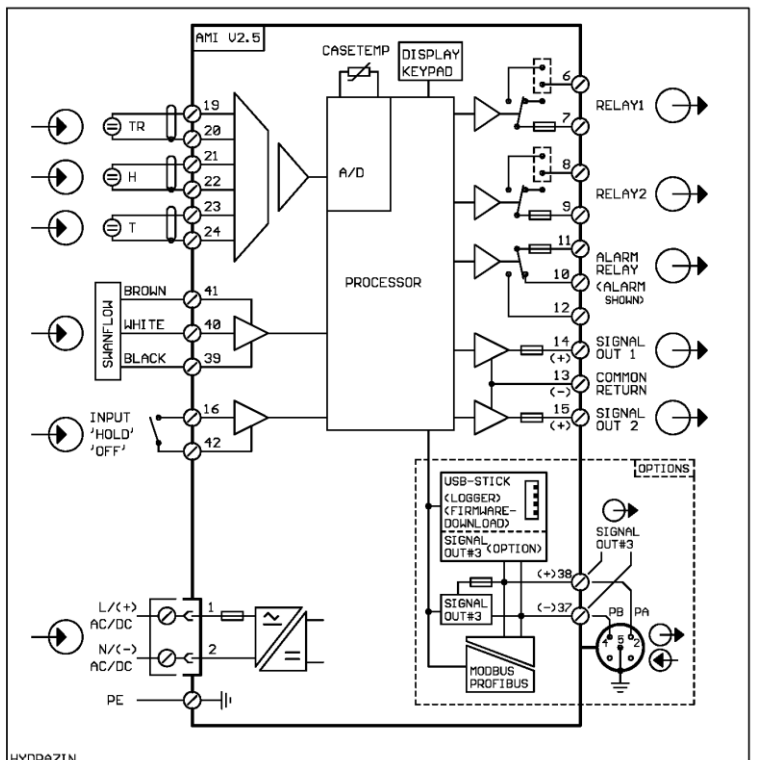 AMI V2.5
CASETEMP
DISPLAY
KEYPAD
19
TR
20
21
H
22
23
T
24
A/D
PROCESSOR
6
RELAY1
7
8
RELAY2
9
11
ALARM
RELAY
10
(ALARM
SHOWN)
12
14
(+)
SIGNAL
OUT 1
13
(-)
COMMON
RETURN
15
(+)
SIGNAL
OUT 2
SWANFLOW
BROWN
41
WHITE
40
BLACK
39
INPUT
'HOLD'
'OFF'
16
42
OPTIONS
USB-STICK
(LOGGER)
(FIRMWARE-
DOWNLOAD)
SIGNAL
OUT#3 (OPTION)
SIGNAL
OUT#3
(+)38
SIGNAL
OUT#3
(-)37
PB
PA
4
5
2
MODBUS
PROFIBUS
L/(+)
AC/DC
1
N/(-)
AC/DC
2
PE
HYDRAZIN